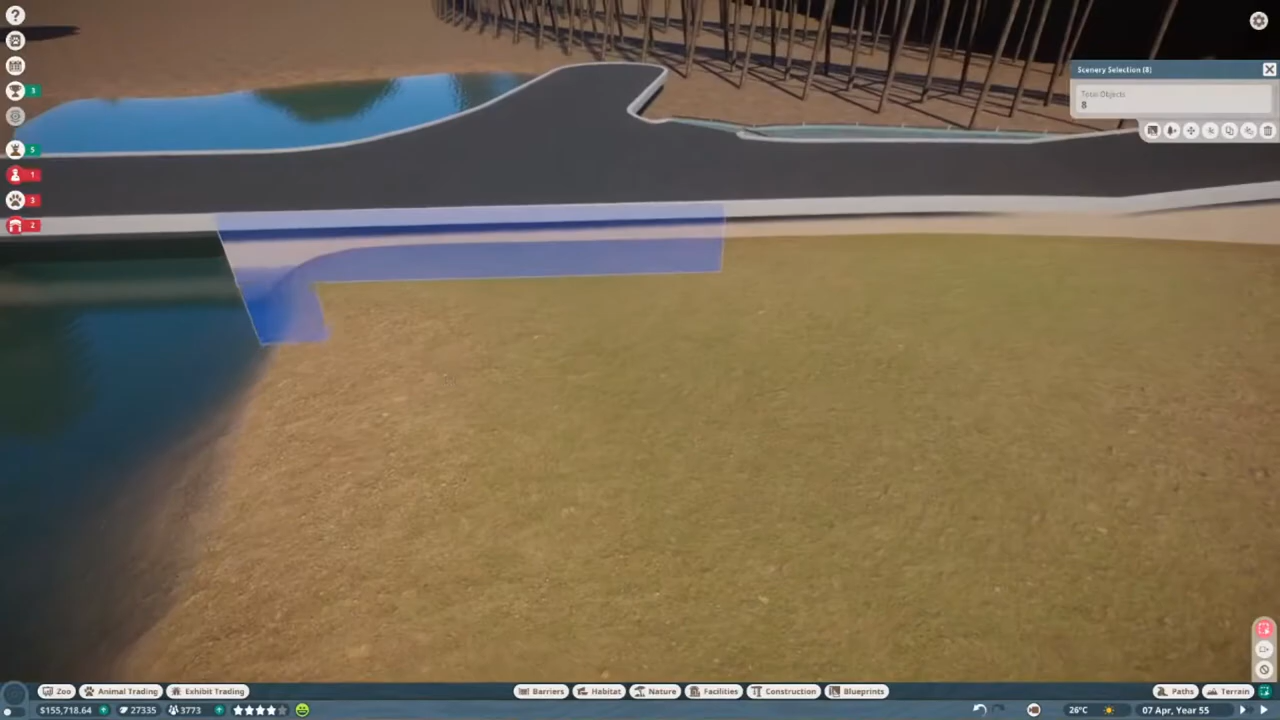 ?
Scenery Selection (8)
Total Objects
8
3
5
1
3
2
Zoo
Animal Trading
Exhibit Trading
Barriers
Habitat
Nature
Facilities
Construction
Blueprints
Paths
Terrain
$155,718.64
27335
3773
26°C
07 Apr, Year 55